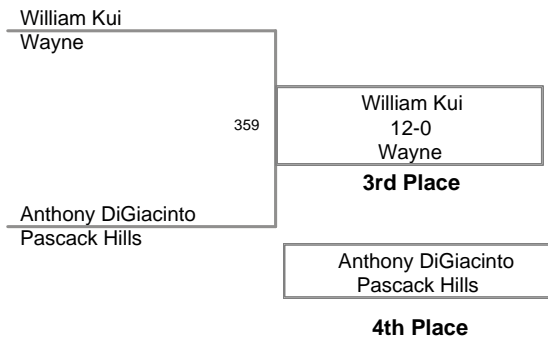 William Kui
Wayne
359
William Kui
12-0
Wayne
3rd Place
Anthony DiGiacinto
Pascack Hills
Anthony DiGiacinto
Pascack Hills
4th Place